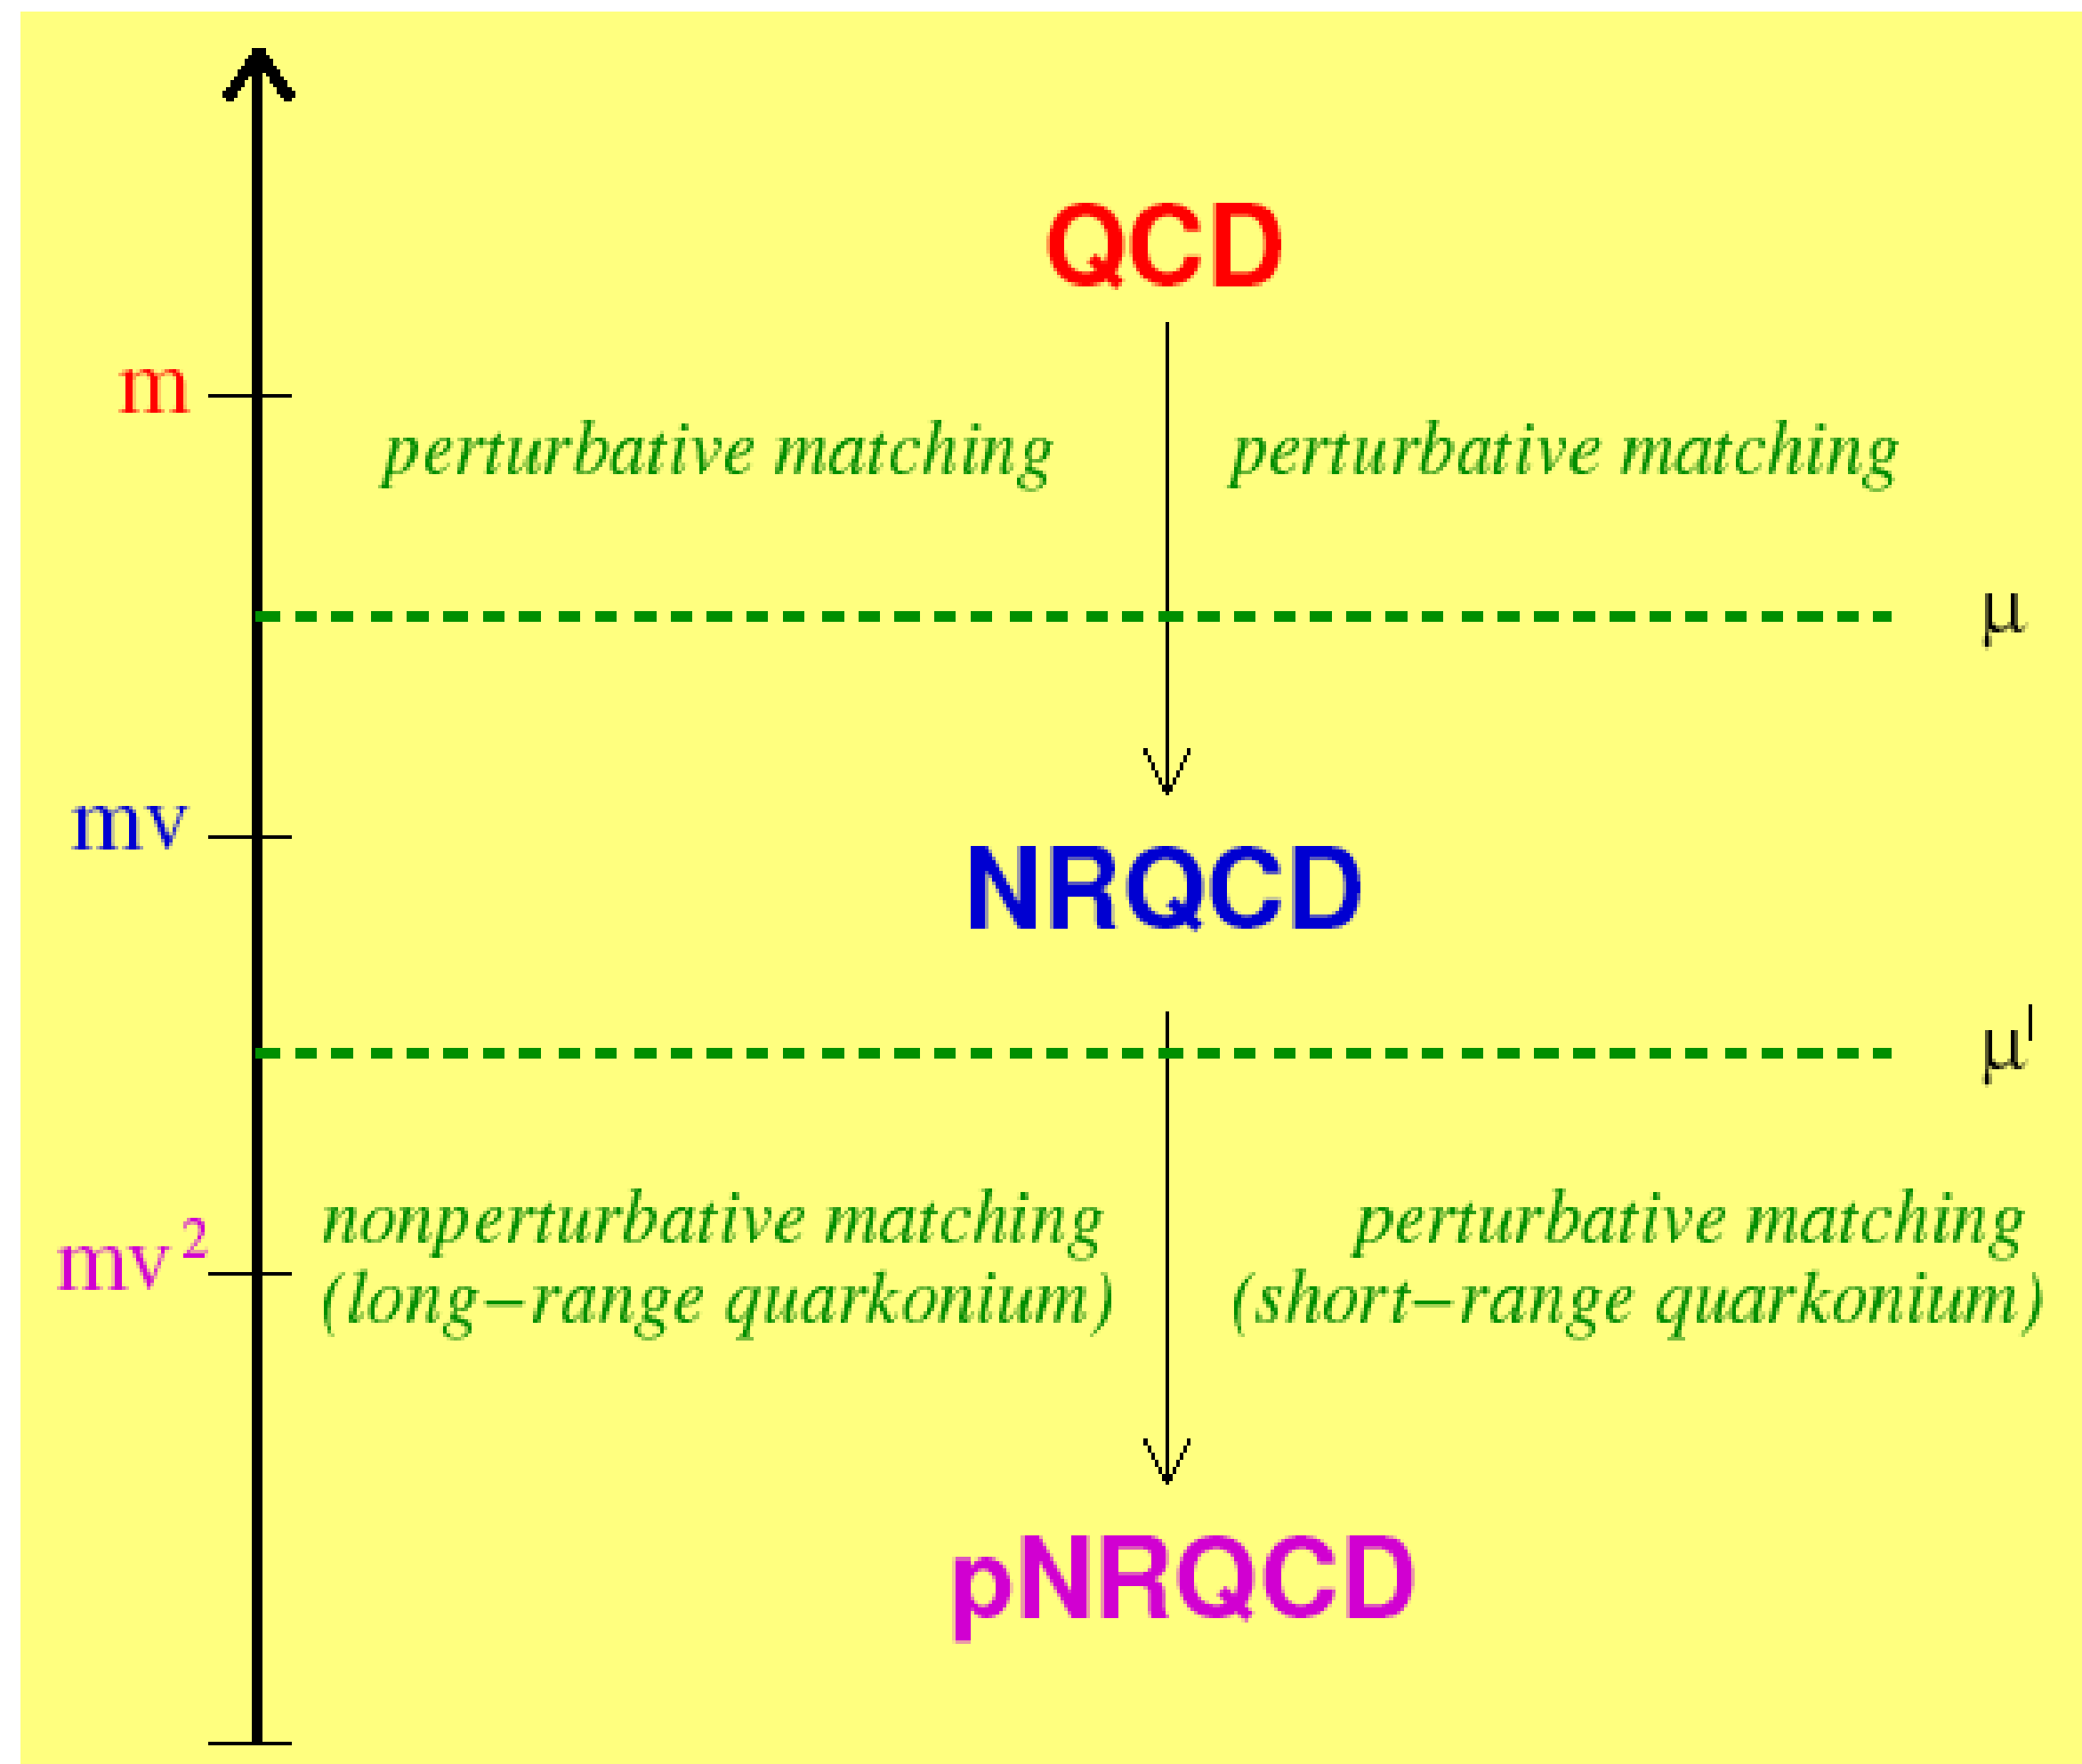 QCD
m
perturbative matching perturbative matching
μ
mv
NRQCD
μ'
nonperturbative matching perturbative matching
mv²
(long–range quarkonium) (short–range quarkonium)
pNRQCD